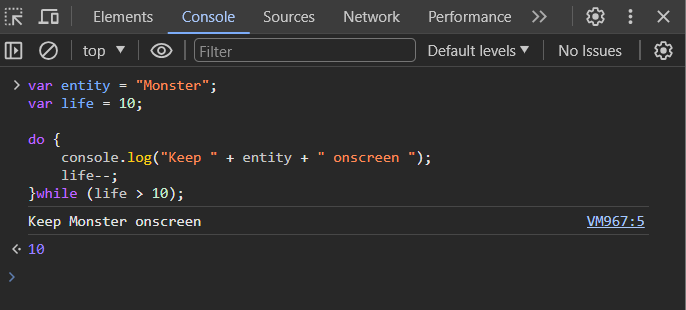 Elements Console Sources Network Performance
top Filter Default levels No Issues
var entity = "Monster";
var life = 10;
do {
console.log("Keep " + entity + " onscreen ");
life--;
}while (life > 10);
Keep Monster onscreen VM967:5
10